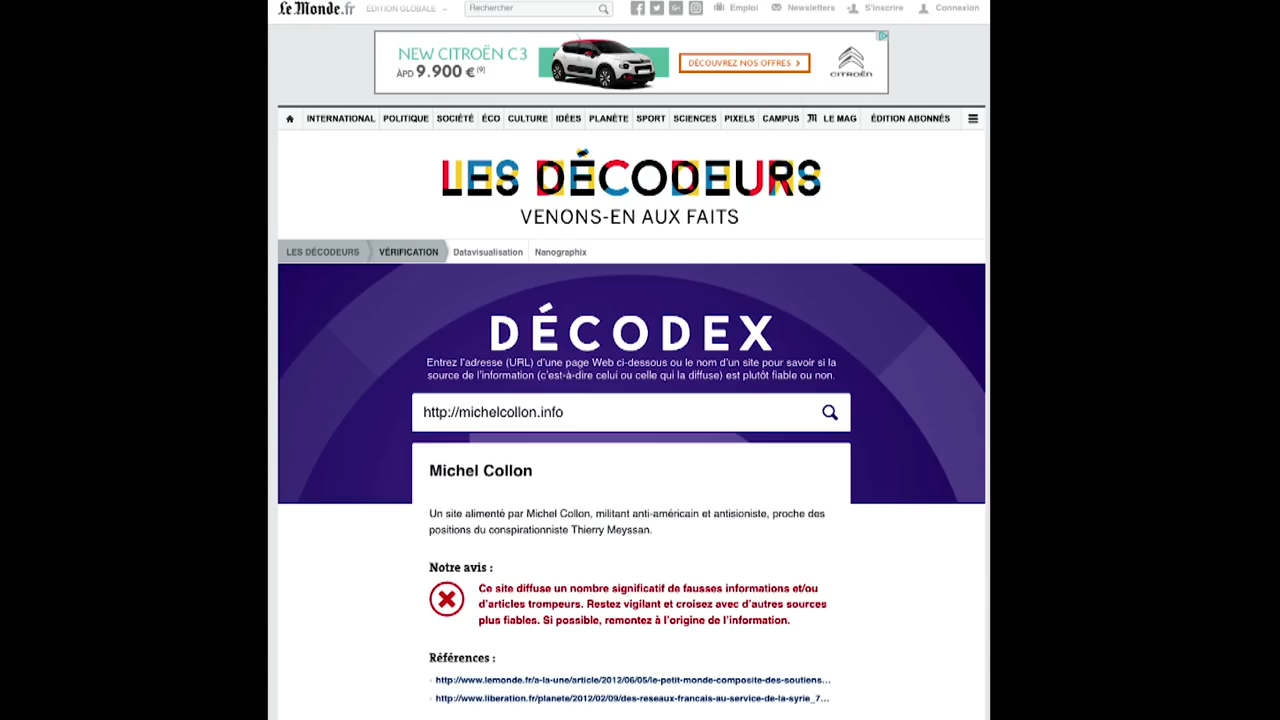 Le Monde.fr ÉDITION GLOBALE Rechercher Emploi Newsletters S'inscrire Connexion
NEW CITROËN C3
ÀPD 9.900 € (9)
DÉCOUVREZ NOS OFFRES >
CITROËN
INTERNATIONAL POLITIQUE SOCIÉTÉ ÉCO CULTURE IDÉES PLANÈTE SPORT SCIENCES PIXELS CAMPUS M LE MAG ÉDITION ABONNÉS
LES DÉCODEURS
VENONS-EN AUX FAITS
LES DÉCODEURS VÉRIFICATION Datavisualisation Nanographix
DÉCODEX
Entrez l'adresse (URL) d'une page Web ci-dessous ou le nom d'un site pour savoir si la
source de l'information (c'est-à-dire celui ou celle qui la diffuse) est plutôt fiable ou non.
http://michelcollon.info
Michel Collon
Un site alimenté par Michel Collon, militant anti-américain et antisioniste, proche des
positions du conspirationniste Thierry Meyssan.
Notre avis :
Ce site diffuse un nombre significatif de fausses informations et/ou
d'articles trompeurs. Restez vigilant et croisez avec d'autres sources
plus fiables. Si possible, remontez à l'origine de l'information.
Références :
http://www.lemonde.fr/a-la-une/article/2012/06/05/le-petit-monde-composite-des-soutiens...
http://www.liberation.fr/planete/2012/02/09/des-reseaux-francais-au-service-de-la-syrie_7...